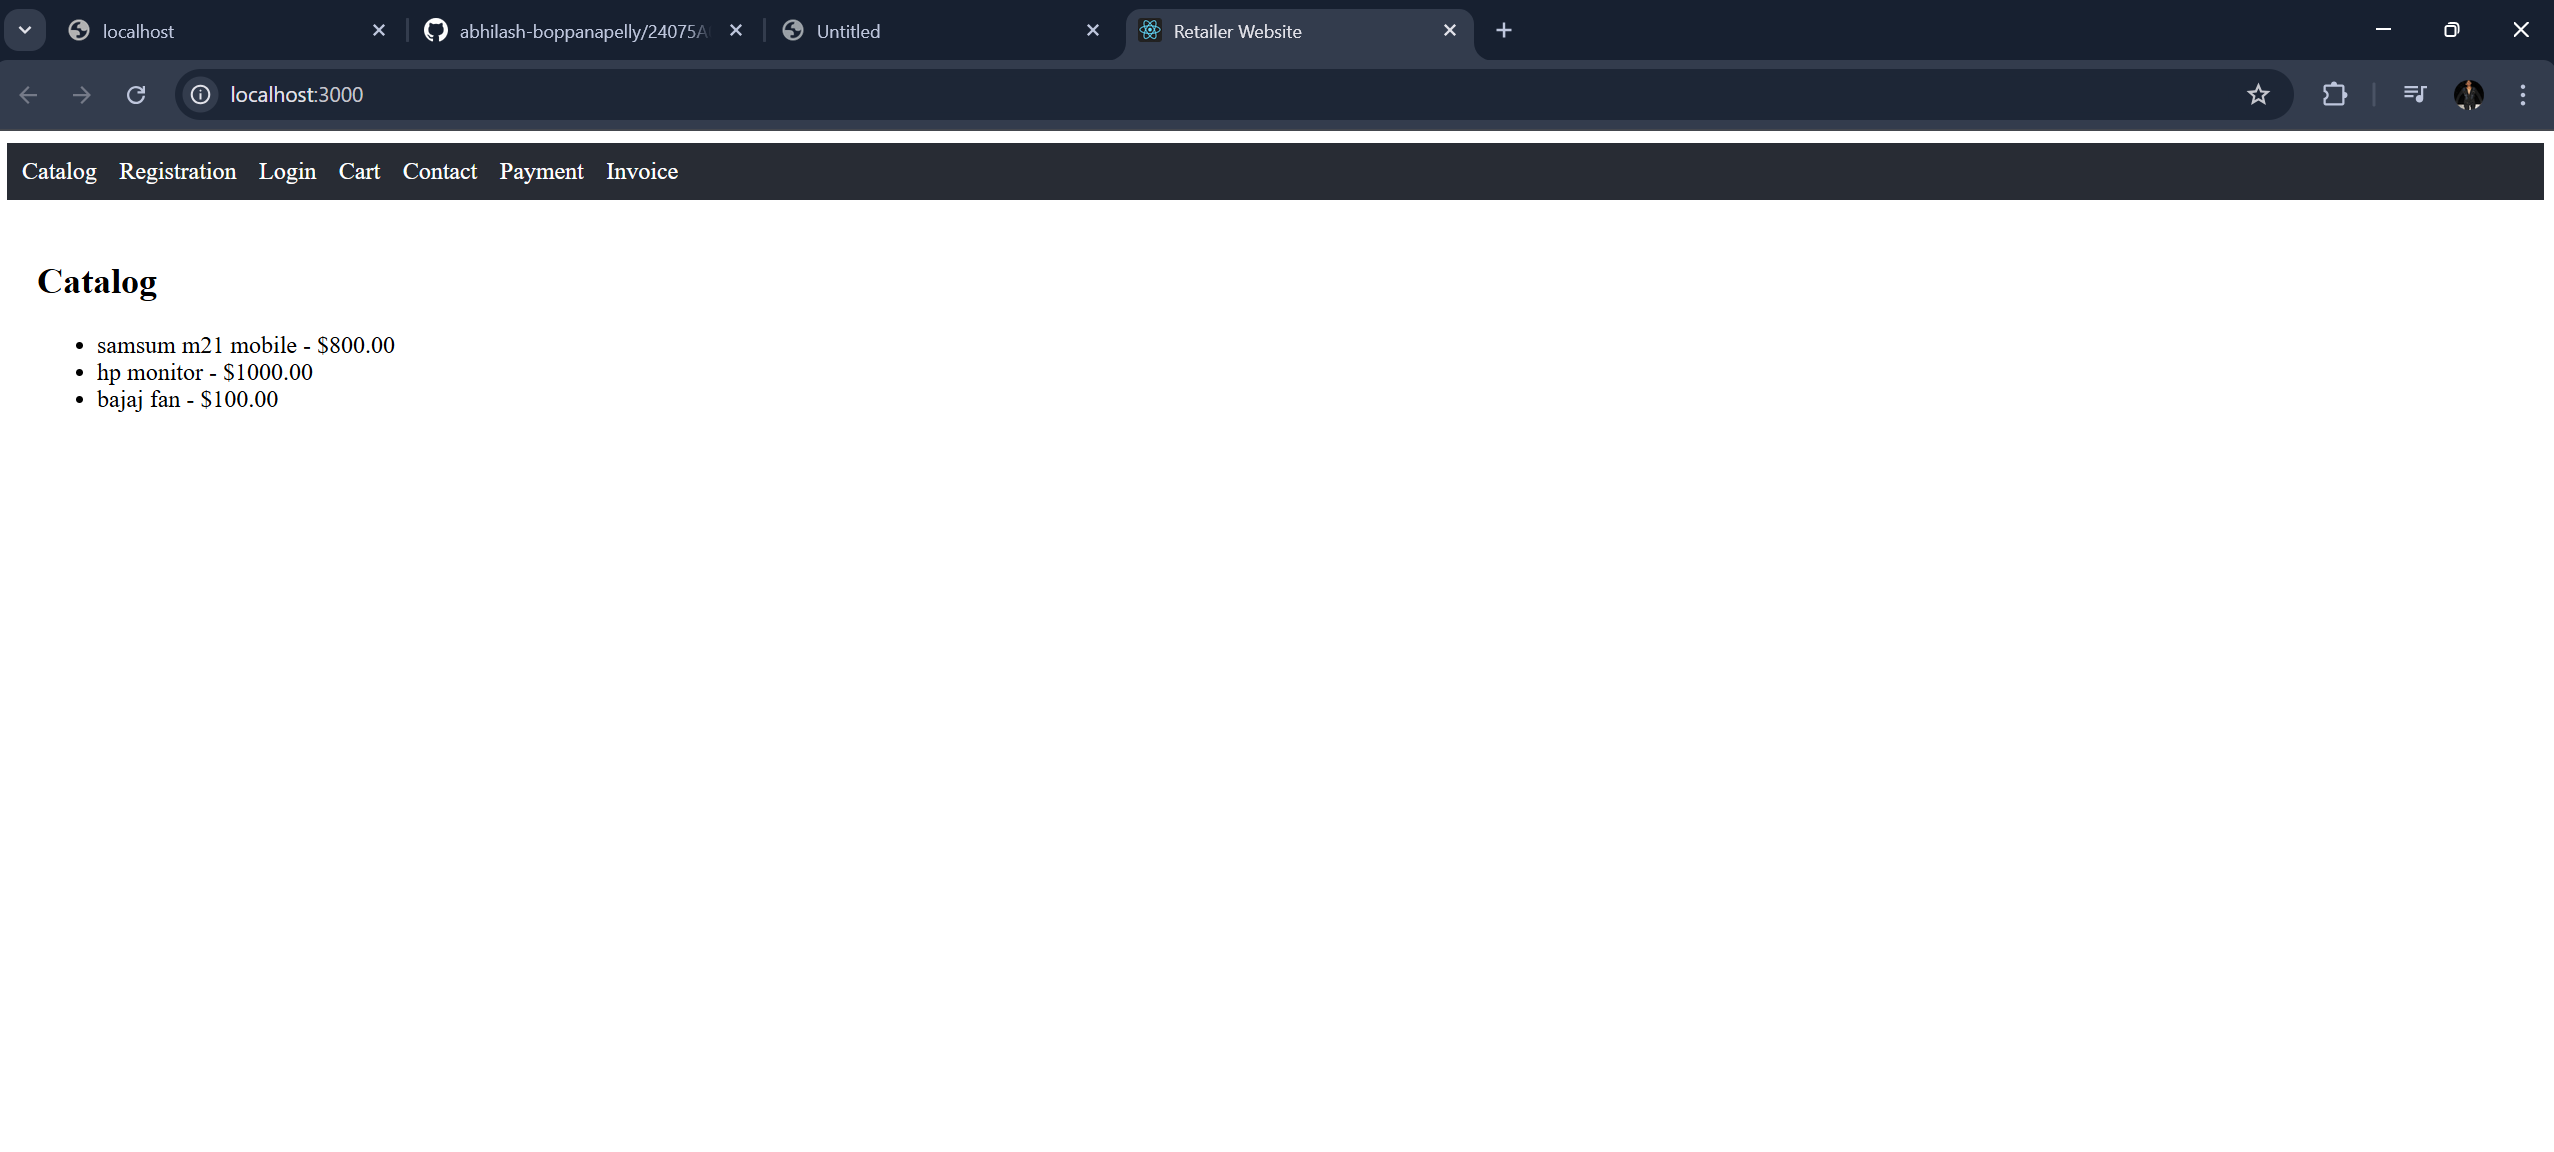 localhost
abhilash-boppanapelly/24075A
Untitled
Retailer Website
localhost:3000
Catalog Registration Login Cart Contact Payment Invoice
Catalog
• samsum m21 mobile - $800.00
• hp monitor - $1000.00
• bajaj fan - $100.00